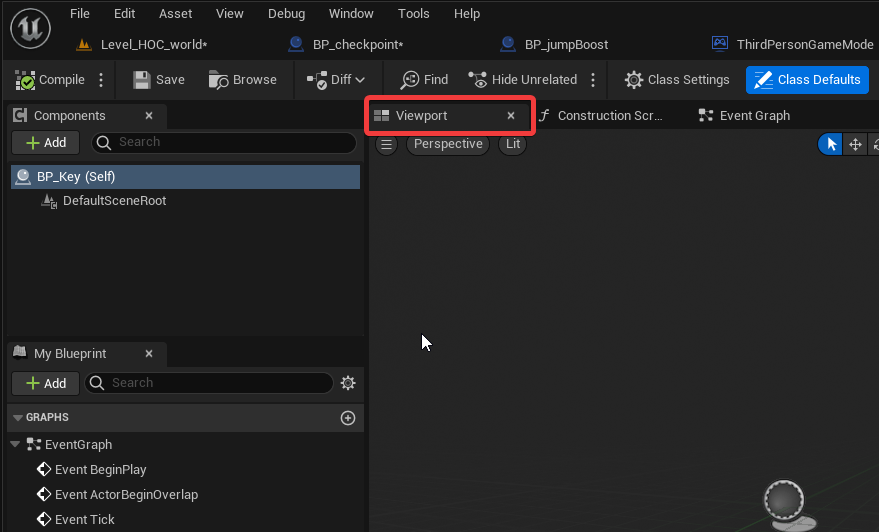 File Edit Asset View Debug Window Tools Help
Level_HOC_world* BP_checkpoint* BP_jumpBoost ThirdPersonGameMode
Compile Save Browse Diff Find Hide Unrelated Class Settings Class Defaults
Components Viewport Construction Scr... Event Graph
Add Search Perspective Lit
BP_Key (Self)
DefaultSceneRoot
My Blueprint
Add Search
GRAPHS
EventGraph
Event BeginPlay
Event ActorBeginOverlap
Event Tick